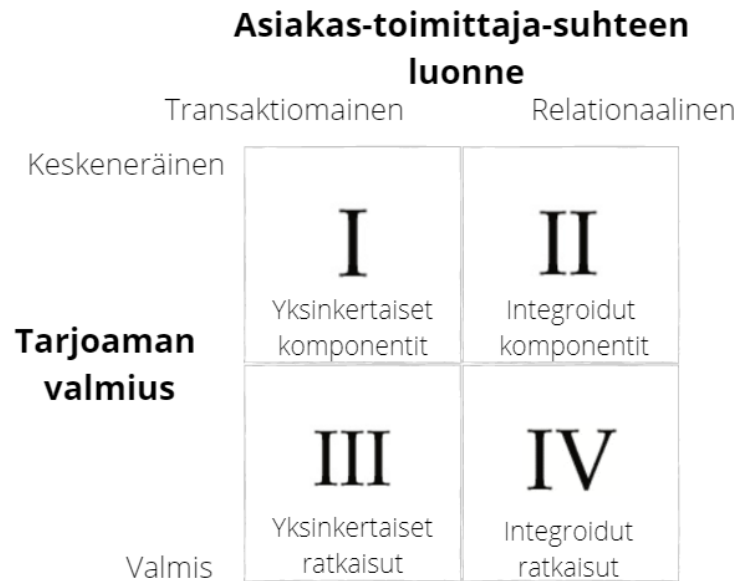 Asiakas-toimittaja-suhteen
luonne
Transaktiomainen Relationaalinen
Keskeneräinen
I II
Yksinkertaiset Integroidut
komponentit komponentit
Tarjoaman
valmius
III IV
Yksinkertaiset Integroidut
ratkaisut ratkaisut
Valmis